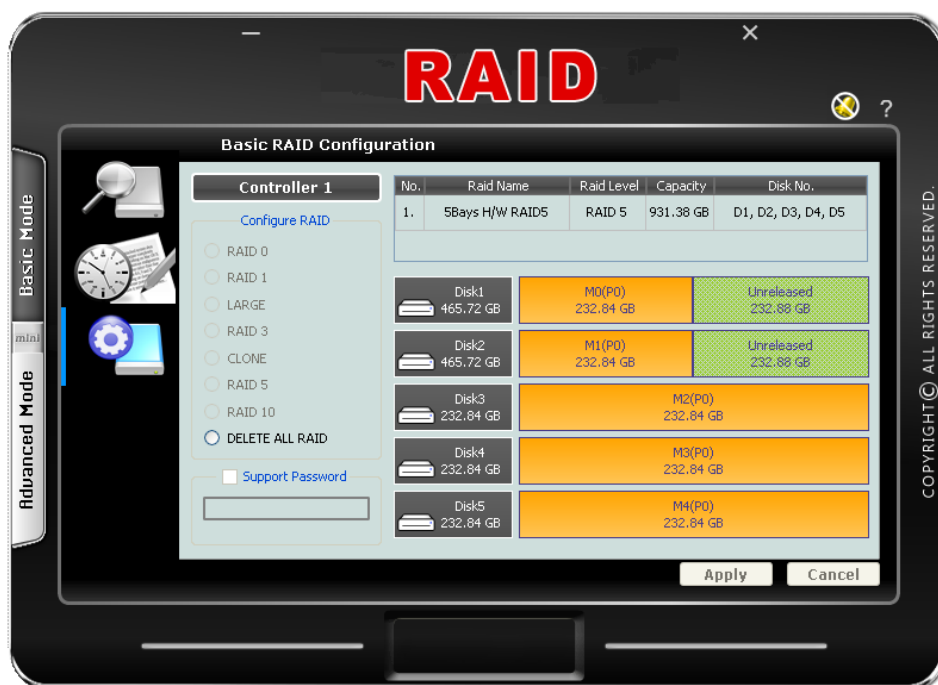 RAID
?
Basic RAID Configuration
Basic Mode
mini
Advanced Mode
Controller 1
Configure RAID
RAID 0
RAID 1
LARGE
RAID 3
CLONE
RAID 5
RAID 10
DELETE ALL RAID
Support Password
No. Raid Name Raid Level Capacity Disk No.
1. 5Bays H/W RAID5 RAID 5 931.38 GB D1, D2, D3, D4, D5
Disk1 M0(P0) Unreleased
465.72 GB 232.84 GB 232.88 GB
Disk2 M1(P0) Unreleased
465.72 GB 232.84 GB 232.88 GB
Disk3 M2(P0)
232.84 GB 232.84 GB
Disk4 M3(P0)
232.84 GB 232.84 GB
Disk5 M4(P0)
232.84 GB 232.84 GB
Apply Cancel
COPYRIGHT© ALL RIGHTS RESERVED.